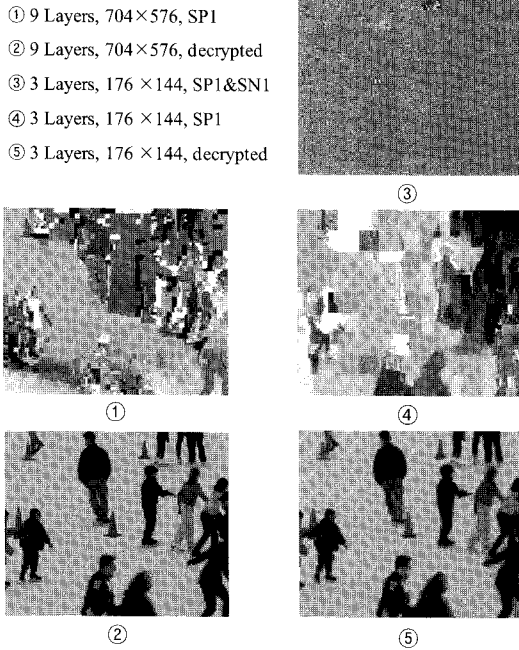 ① 9 Layers, 704×576, SP1
② 9 Layers, 704×576, decrypted
③ 3 Layers, 176 ×144, SP1&SN1
④ 3 Layers, 176 ×144, SP1
⑤ 3 Layers, 176 ×144, decrypted
③
①
④
②
⑤